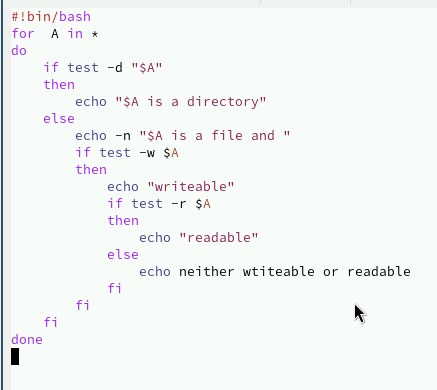 #!bin/bash
for  A in *
do
    if test -d "$A"
    then
        echo "$A is a directory"
    else
        echo -n "$A is a file and "
        if test -w $A
        then
            echo "writeable"
            if test -r $A
            then
                echo "readable"
            else
                echo neither wtiteable or readable
            fi
        fi
    fi
done